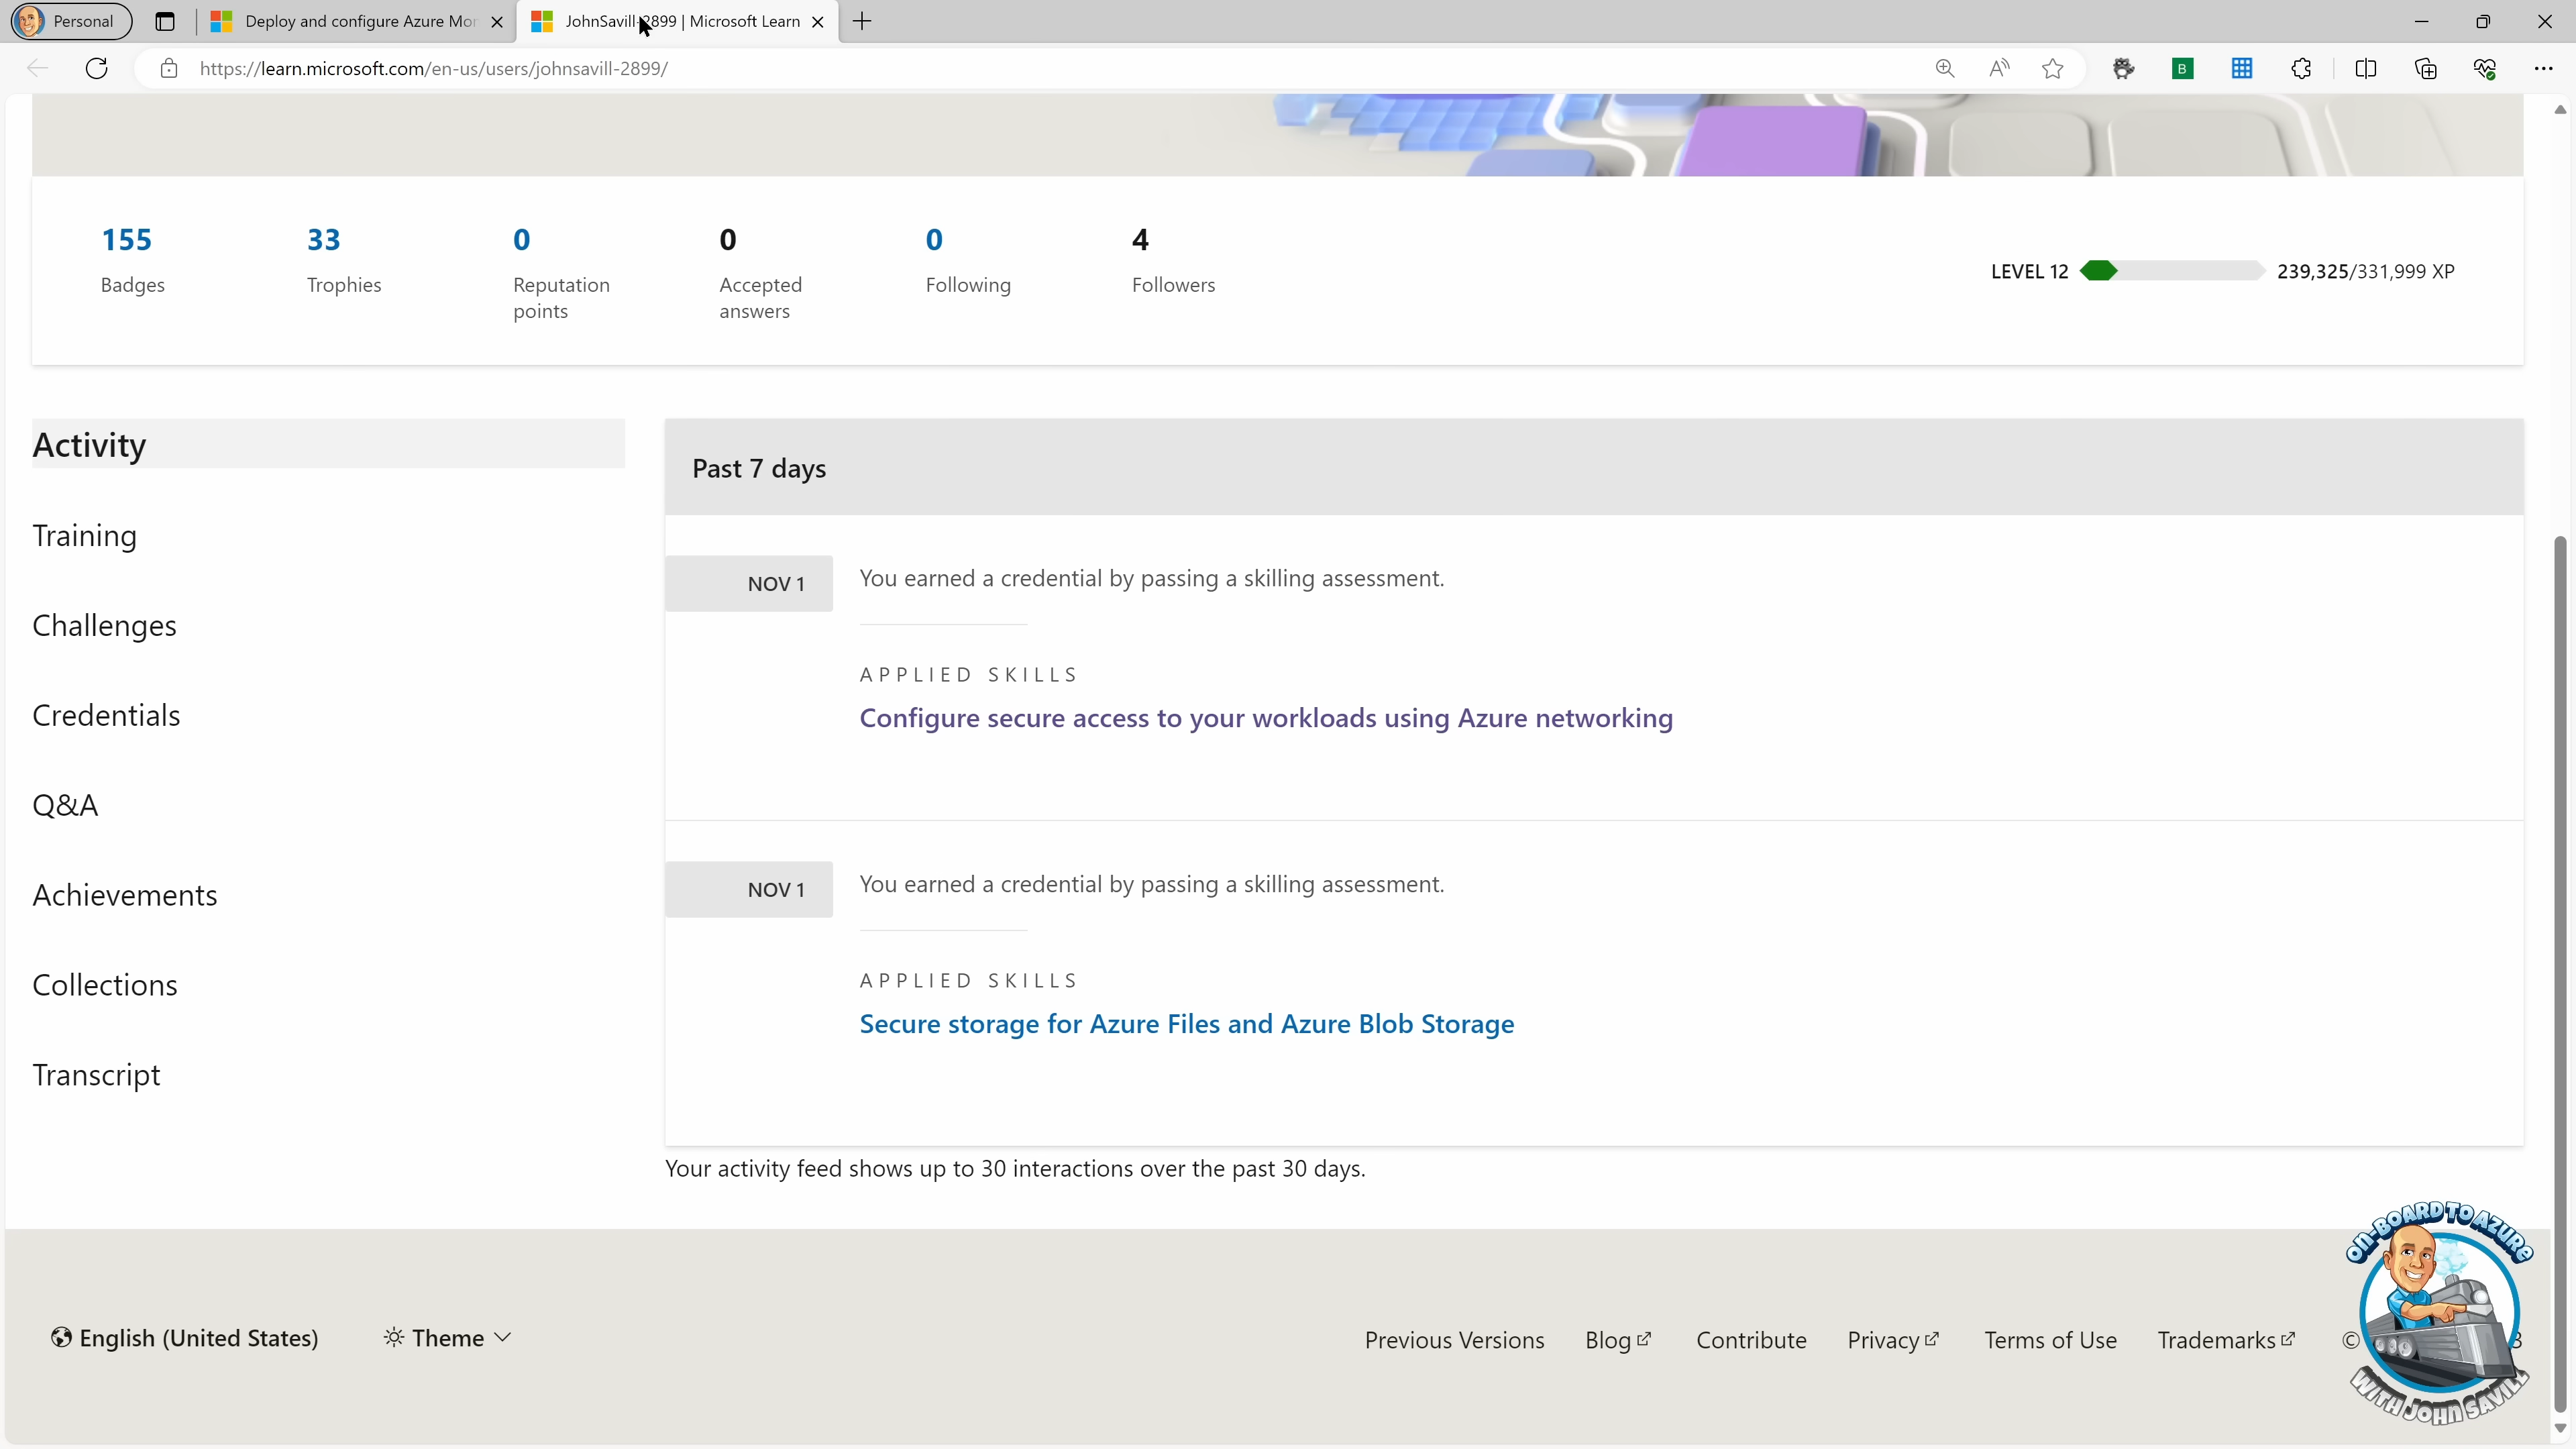 Personal
Deploy and configure Azure Mor
JohnSavill-2899 | Microsoft Learn
https://learn.microsoft.com/en-us/users/johnsavill-2899/
B
155
33
0
0
0
4
Badges
Trophies
Reputation
points
Accepted
answers
Following
Followers
LEVEL 12
239,325/331,999 XP
Activity
Training
Challenges
Credentials
Q&A
Achievements
Collections
Transcript
Past 7 days
NOV 1
You earned a credential by passing a skilling assessment.
APPLIED SKILLS
Configure secure access to your workloads using Azure networking
NOV 1
You earned a credential by passing a skilling assessment.
APPLIED SKILLS
Secure storage for Azure Files and Azure Blob Storage
Your activity feed shows up to 30 interactions over the past 30 days.
English (United States)
Theme
Previous Versions
Blog
Contribute
Privacy
Terms of Use
Trademarks
©
ON-BOARD TO AZURE
WITH JOHN SAVILL